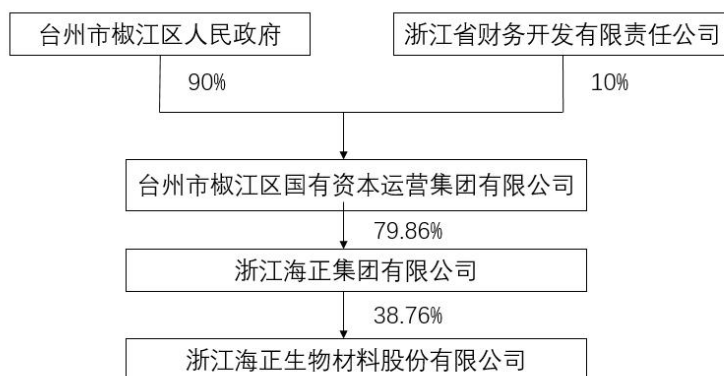 台州市椒江区人民政府
浙江省财务开发有限责任公司
90%
10%
台州市椒江区国有资本运营集团有限公司
79.86%
浙江海正集团有限公司
38.76%
浙江海正生物材料股份有限公司